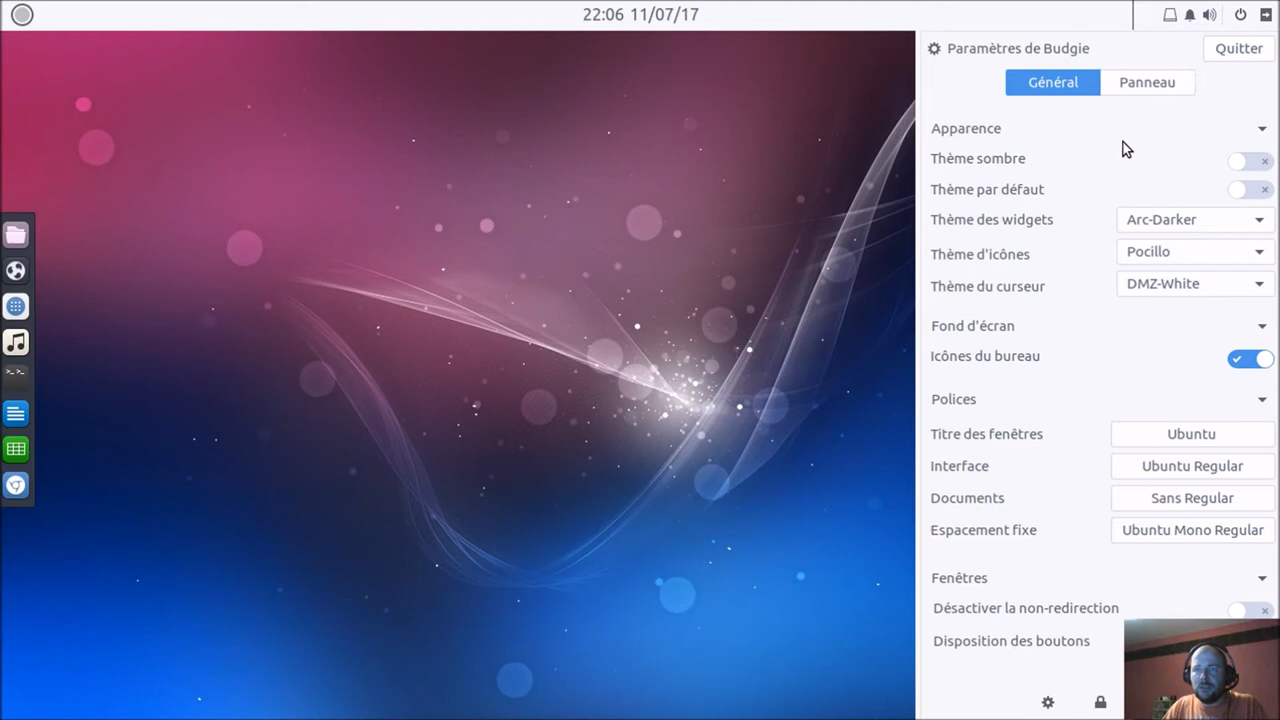 22:06 11/07/17
Paramètres de Budgie
Quitter
Général
Panneau
Apparence
Thème sombre
Thème par défaut
Thème des widgets
Arc-Darker
Thème d'icônes
Pocillo
Thème du curseur
DMZ-White
Fond d'écran
Icônes du bureau
Polices
Titre des fenêtres
Ubuntu
Interface
Ubuntu Regular
Documents
Sans Regular
Espacement fixe
Ubuntu Mono Regular
Fenêtres
Désactiver la non-redirection
Disposition des boutons